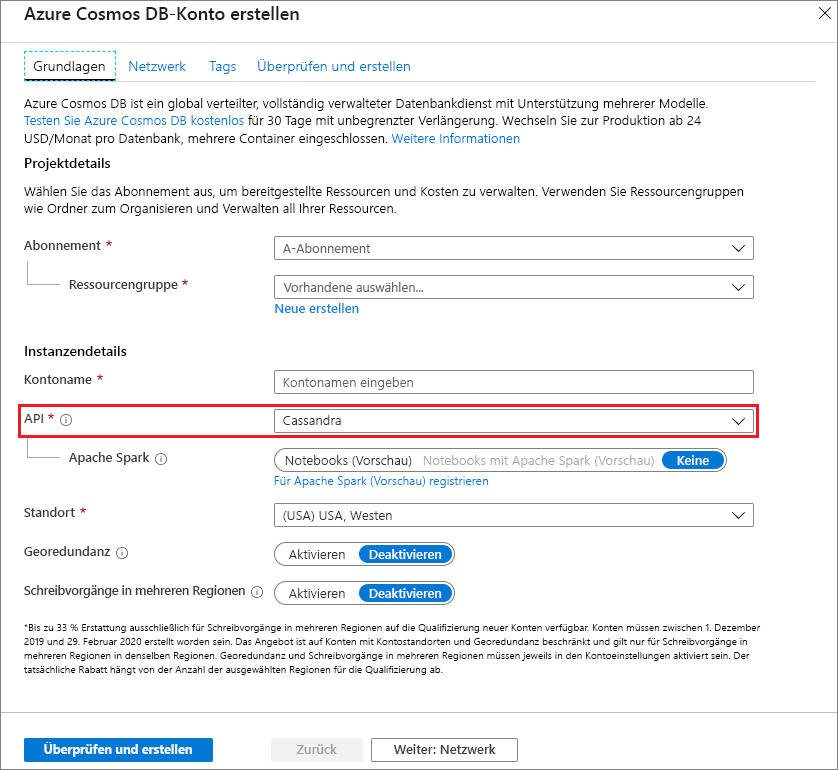 Azure Cosmos DB-Konto erstellen
Grundlagen Netzwerk Tags Überprüfen und erstellen
Azure Cosmos DB ist ein global verteilter, vollständig verwalteter Datenbankdienst mit Unterstützung mehrerer Modelle.
Testen Sie Azure Cosmos DB kostenlos für 30 Tage mit unbegrenzter Verlängerung. Wechseln Sie zur Produktion ab 24
USD/Monat pro Datenbank, mehrere Container eingeschlossen. Weitere Informationen
Projektdetails
Wählen Sie das Abonnement aus, um bereitgestellte Ressourcen und Kosten zu verwalten. Verwenden Sie Ressourcengruppen
wie Ordner zum Organisieren und Verwalten all Ihrer Ressourcen.
Abonnement * A-Abonnement
Ressourcengruppe * Vorhandene auswählen...
Neue erstellen
Instanzendetails
Kontoname * Kontonamen eingeben
API * Cassandra
Apache Spark Notebooks (Vorschau) Notebooks mit Apache Spark (Vorschau) Keine
Für Apache Spark (Vorschau) registrieren
Standort * (USA) USA, Westen
Georedundanz Aktivieren Deaktivieren
Schreibvorgänge in mehreren Regionen Aktivieren Deaktivieren
*Bis zu 33 % Erstattung ausschließlich für Schreibvorgänge in mehreren Regionen auf die Qualifizierung neuer Konten verfügbar. Konten müssen zwischen 1. Dezember
2019 und 29. Februar 2020 erstellt worden sein. Das Angebot ist auf Konten mit Kontostandorten und Georedundanz beschränkt und gilt nur für Schreibvorgänge in
mehreren Regionen in denselben Regionen. Georedundanz und Schreibvorgänge in mehreren Regionen müssen jeweils in den Kontoeinstellungen aktiviert sein. Der
tatsächliche Rabatt hängt von der Anzahl der ausgewählten Regionen für die Qualifizierung ab.
Überprüfen und erstellen Zurück Weiter: Netzwerk